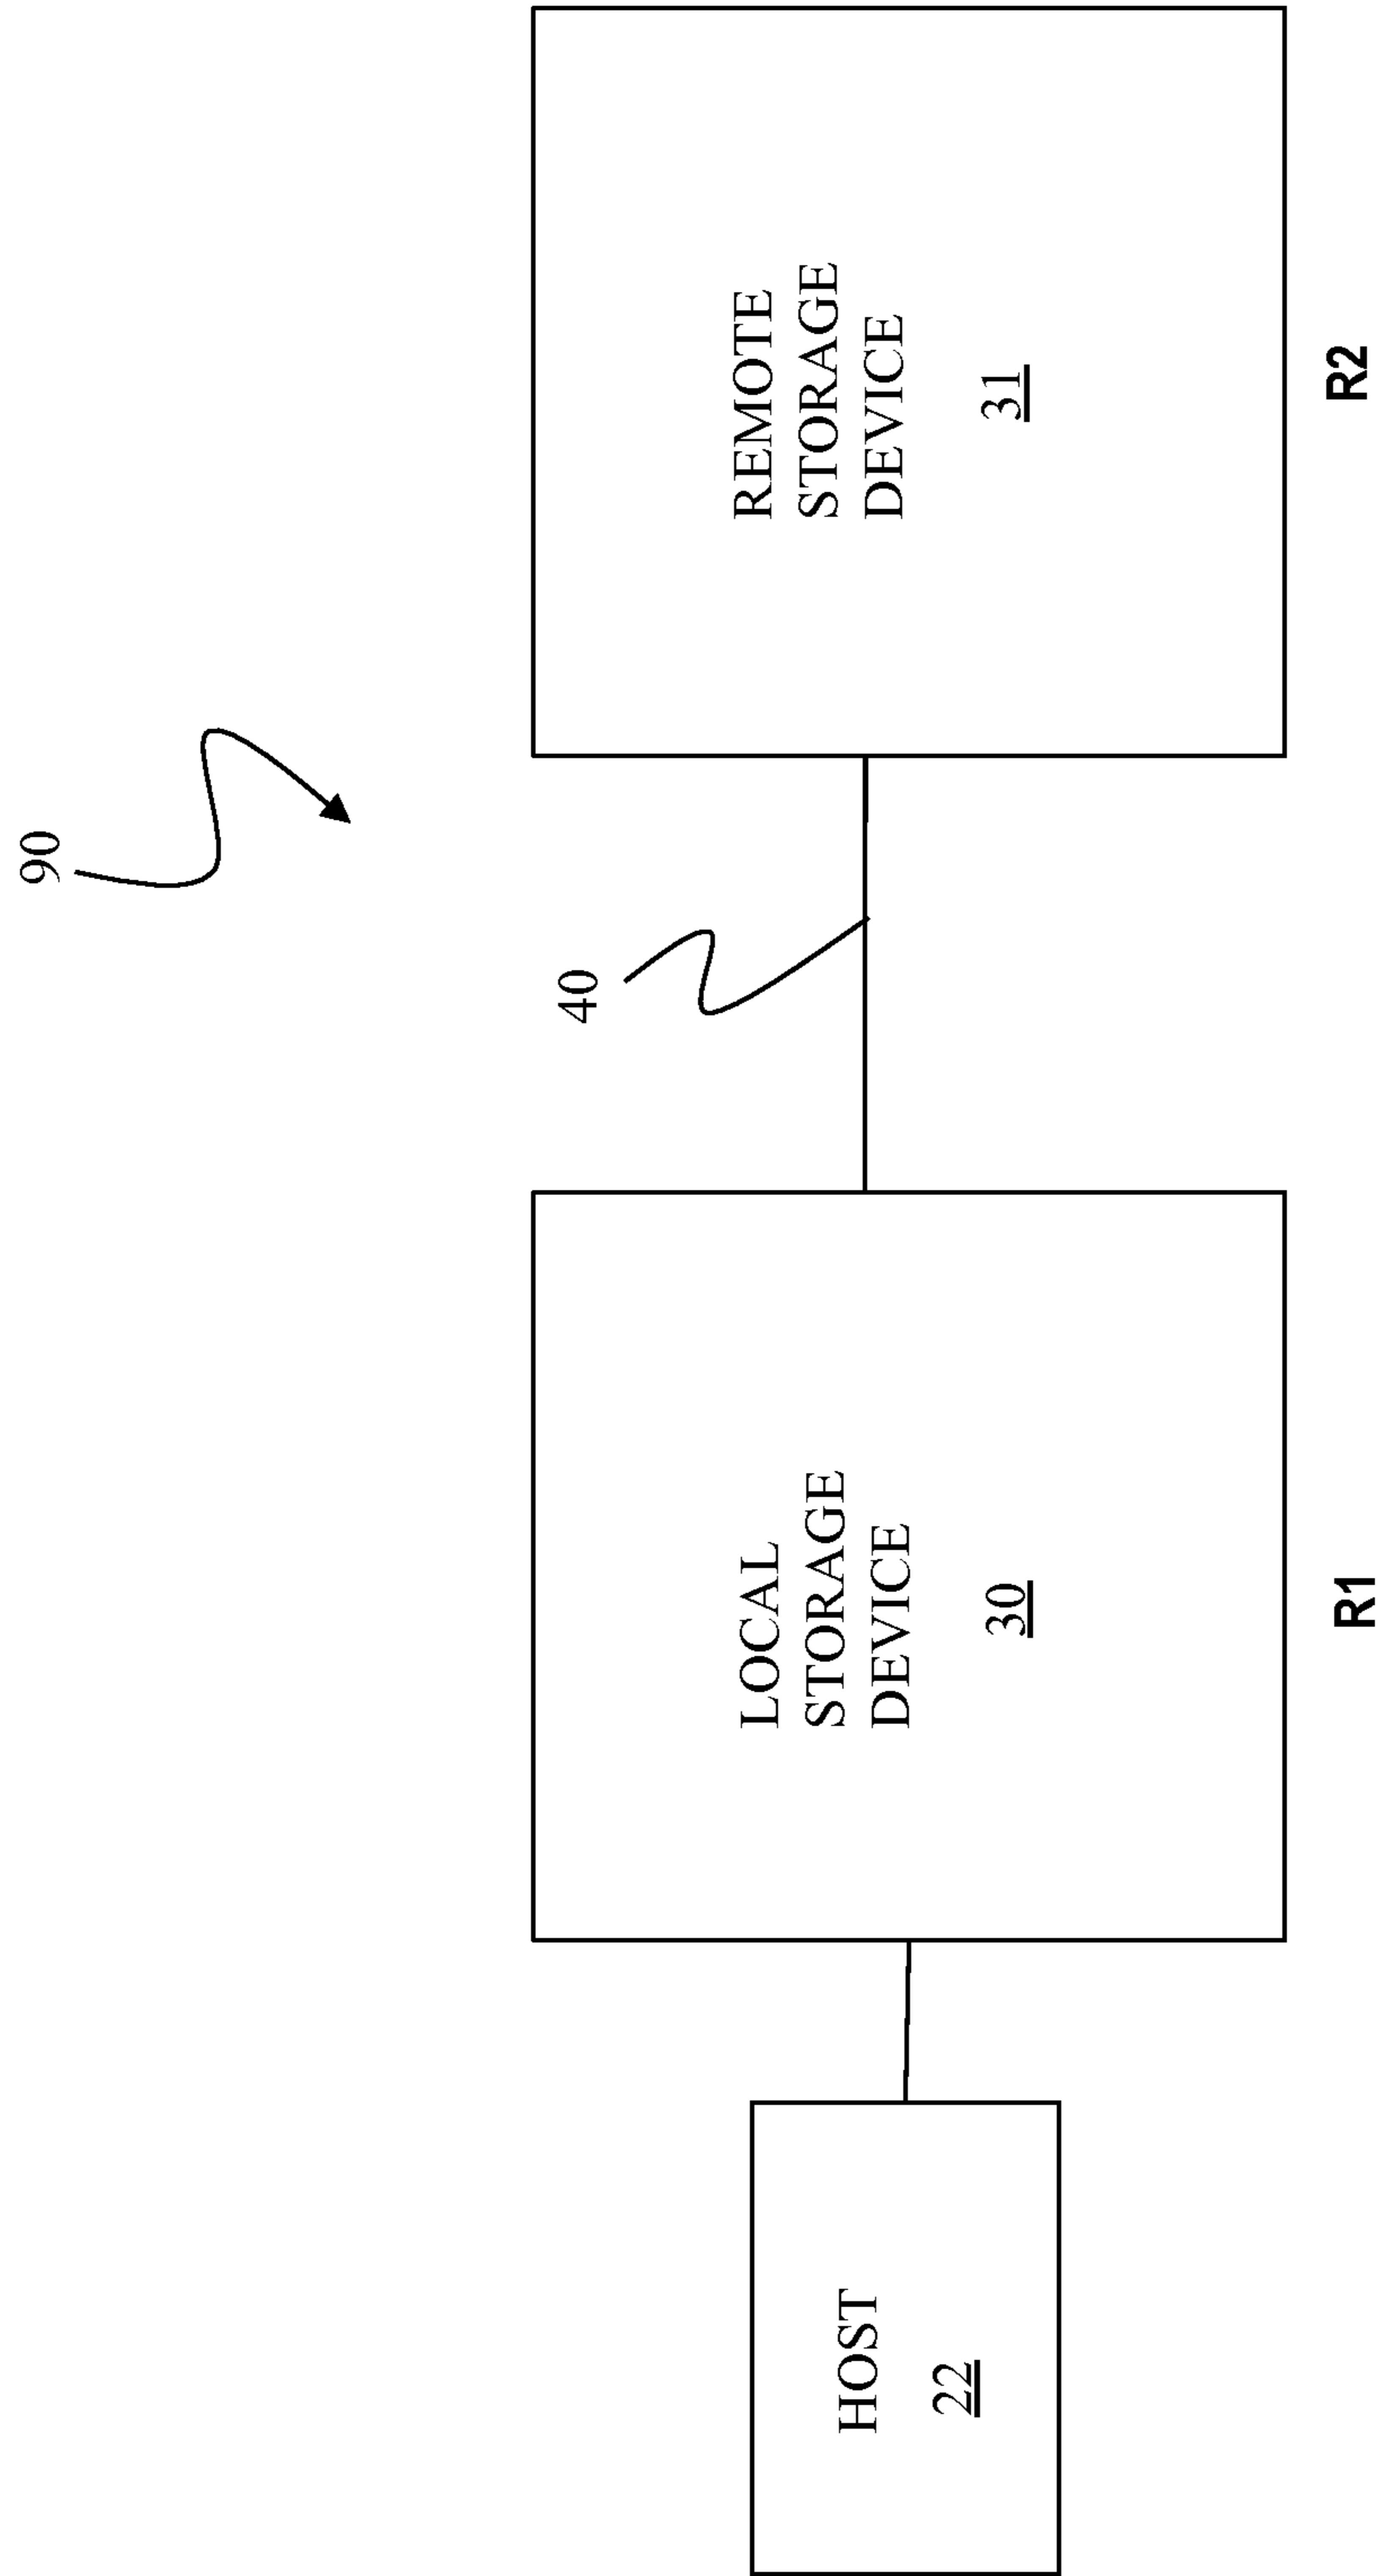 90
40
HOST
22
LOCAL
STORAGE
DEVICE
30
REMOTE
STORAGE
DEVICE
31
R1
R2